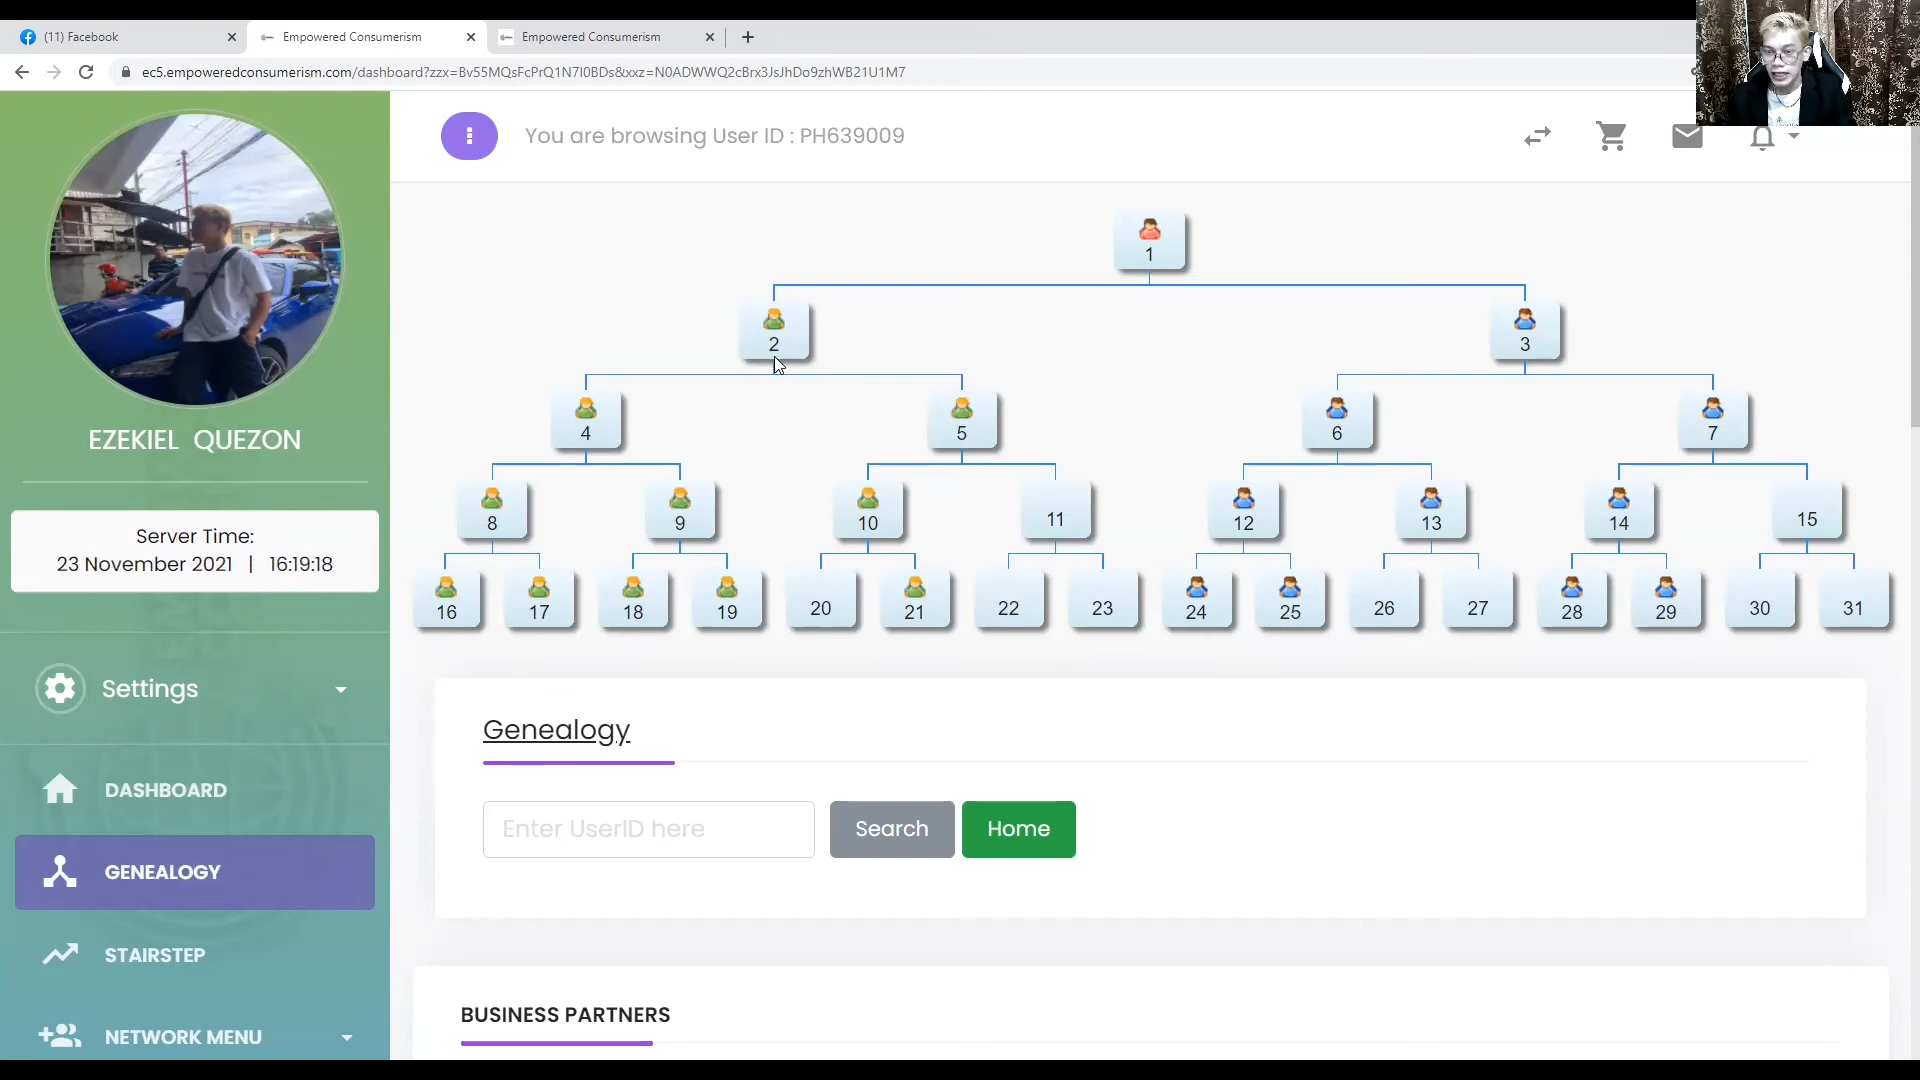 (11) Facebook
Empowered Consumerism
Empowered Consumerism
ec5.empoweredconsumerism.com/dashboard?zzx=Bv55MQsFcPrQ1N7I0BDs&xxz=N0ADWWQ2cBrx3JsJhDo9zhWB21U1M7
You are browsing User ID : PH639009
EZEKIEL QUEZON
Server Time:
23 November 2021 | 16:19:18
Settings
DASHBOARD
GENEALOGY
STAIRSTEP
NETWORK MENU
1
2 3
4 5 6 7
8 9 10 11 12 13 14 15
16 17 18 19 20 21 22 23 24 25 26 27 28 29 30 31
Genealogy
Enter UserID here
Search
Home
BUSINESS PARTNERS